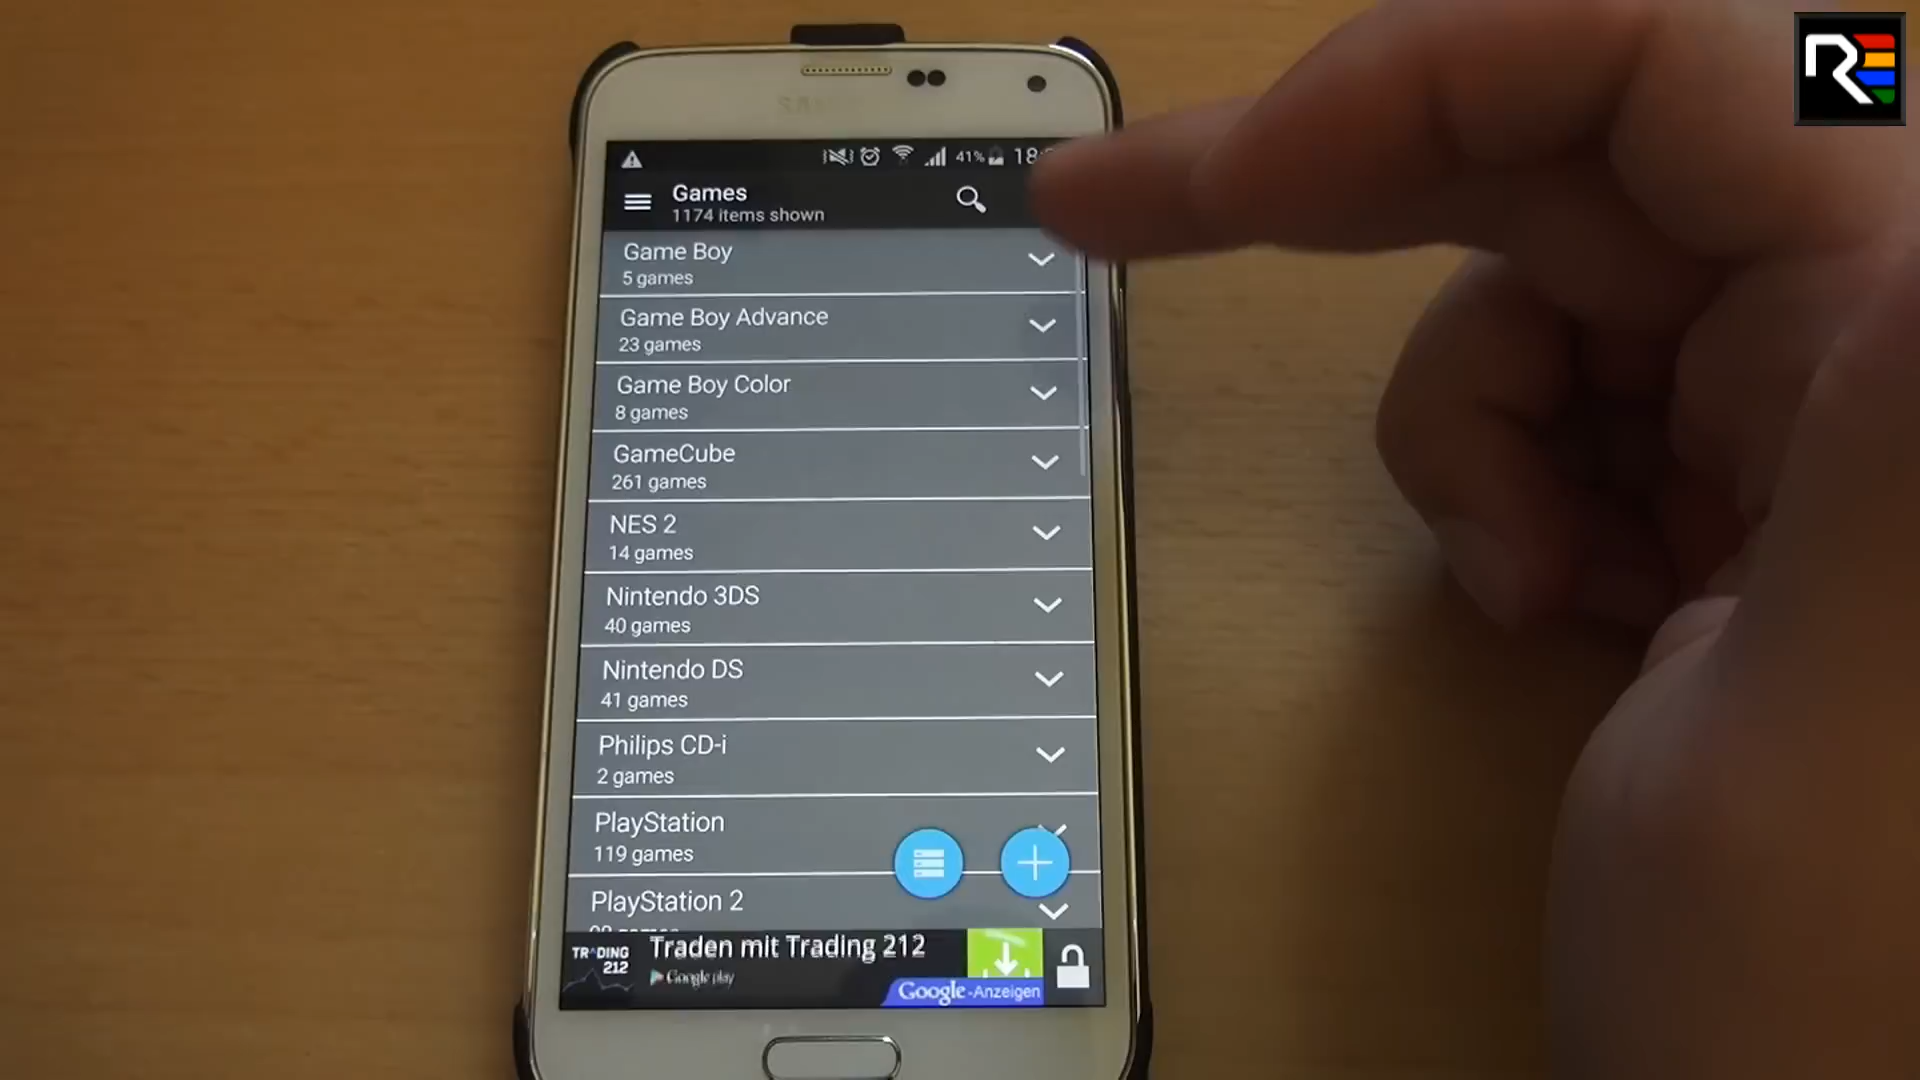 RE
41%
Games
1174 items shown
Game Boy
5 games
Game Boy Advance
23 games
Game Boy Color
8 games
GameCube
261 games
NES 2
14 games
Nintendo 3DS
40 games
Nintendo DS
41 games
Philips CD-i
2 games
PlayStation
119 games
PlayStation 2
TRADING
212
Traden mit Trading 212
Google play
Google-Anzeigen